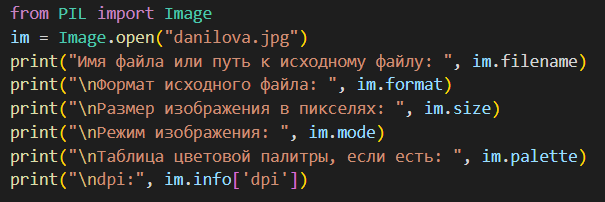 from PIL import Image
im = Image.open("danilova.jpg")
print("Имя файла или путь к исходному файлу: ", im.filename)
print("\nФормат исходного файла: ", im.format)
print("\nРазмер изображения в пикселях: ", im.size)
print("\nРежим изображения: ", im.mode)
print("\nТаблица цветовой палитры, если есть: ", im.palette)
print("\ndpi:", im.info['dpi'])